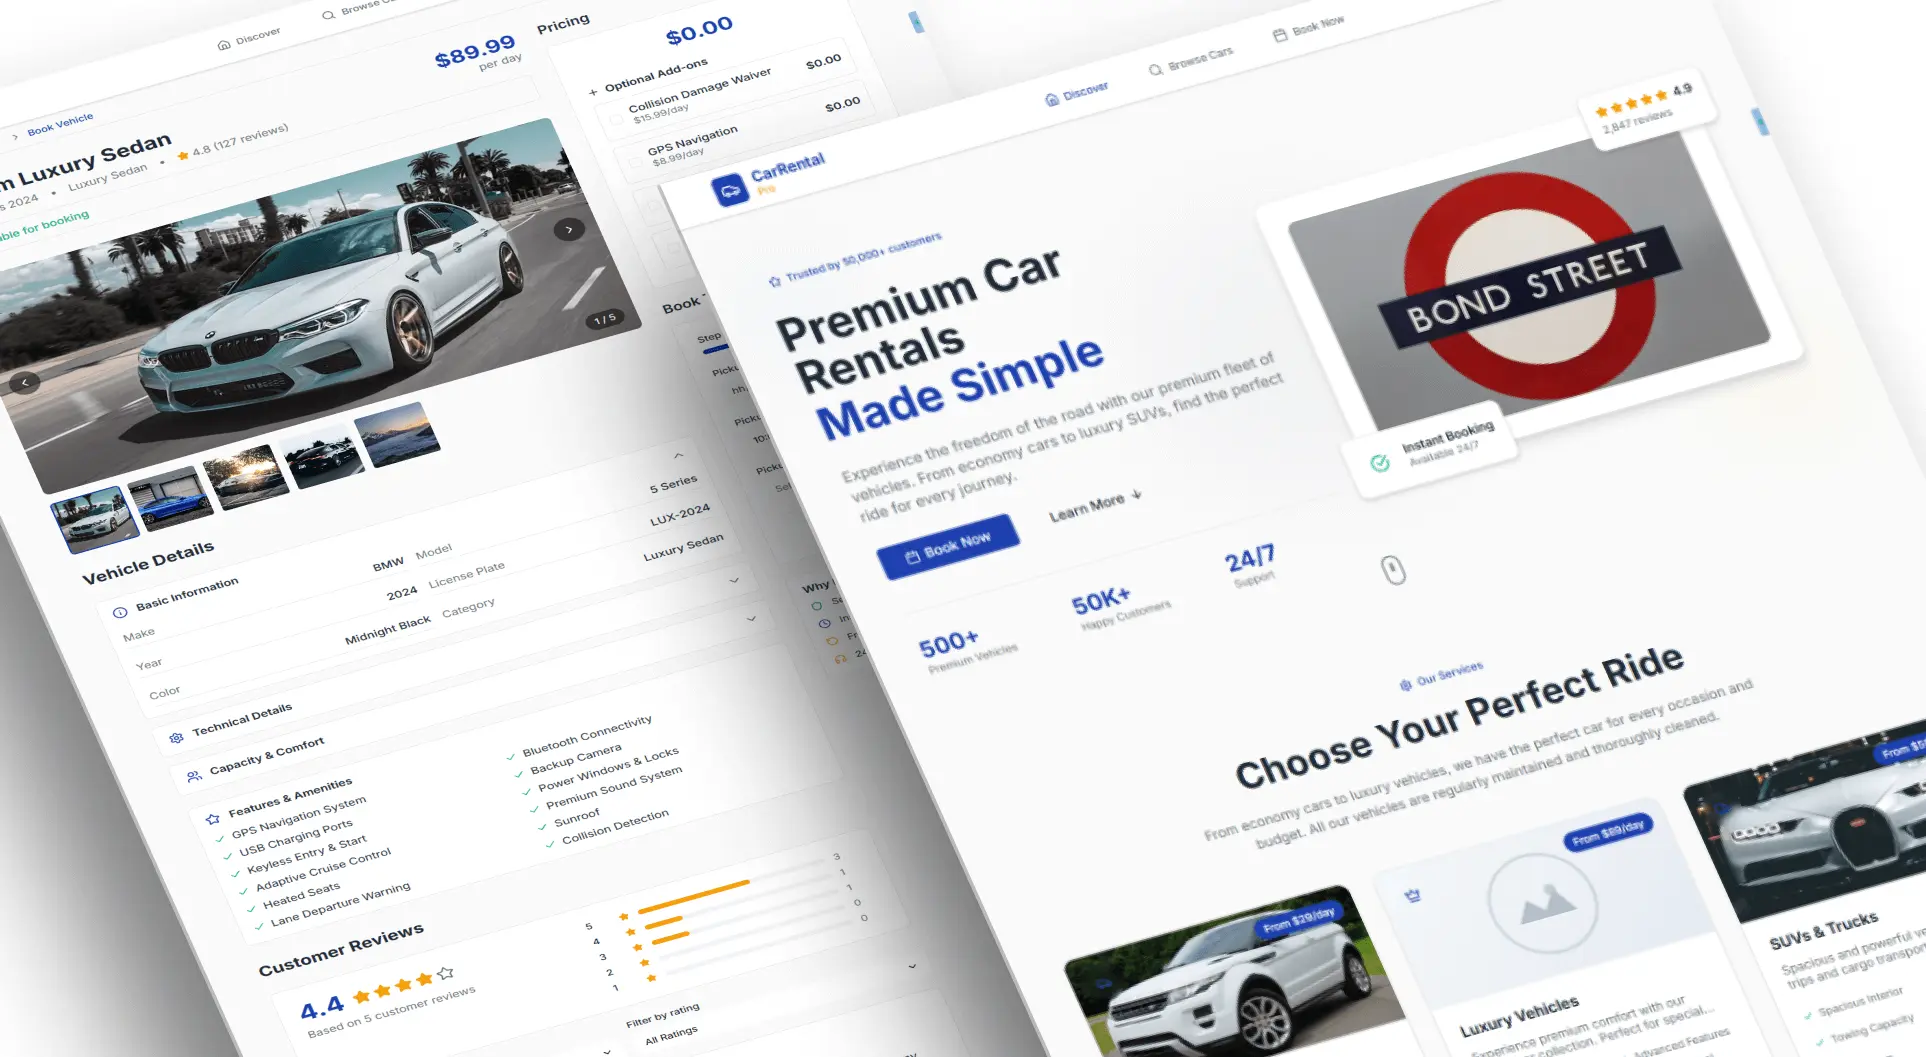 Discover
Browse
Book Vehicle
Luxury Sedan
2024 • Luxury Sedan • 4.8 (127 reviews)
for booking
$89.99
per day
1 / 5
Pricing
$0.00
Optional Add-ons
Collision Damage Waiver
$15.99/day
$0.00
GPS Navigation
$8.99/day
$0.00
Book
Step
Vehicle Details
Basic Information
Make
BMW
Model
5 Series
Year
2024
License Plate
LUX-2024
Color
Midnight Black
Category
Luxury Sedan
Technical Details
Capacity & Comfort
Features & Amenities
GPS Navigation System
USB Charging Ports
Keyless Entry & Start
Adaptive Cruise Control
Heated Seats
Lane Departure Warning
Bluetooth Connectivity
Backup Camera
Power Windows & Locks
Premium Sound System
Sunroof
Collision Detection
Customer Reviews
4.4
Based on 5 customer reviews
5
3
4
1
3
1
2
0
1
0
Filter by rating
All Ratings
Why
CarRental
Pro
Discover
Browse Cars
Book Now
Trusted by 50,000+ customers
Premium Car
Rentals
Made Simple
Experience the freedom of the road with our premium fleet of
vehicles. From economy cars to luxury SUVs, find the perfect
ride for every journey.
Book Now
Learn More
500+
Premium Vehicles
50K+
Happy Customers
24/7
Support
4.9
2,847 reviews
BOND STREET
Instant Booking
Available 24/7
Our Services
Choose Your Perfect Ride
From economy cars to luxury vehicles, we have the perfect car for every occasion and
budget. All our vehicles are regularly maintained and thoroughly cleaned.
From $29/day
From $89/day
Luxury Vehicles
Experience premium comfort with our
collection. Perfect for special...
Advanced Features
From
SUVs & Trucks
Spacious and powerful
trips and cargo
Spacious Interior
Towing Capacity